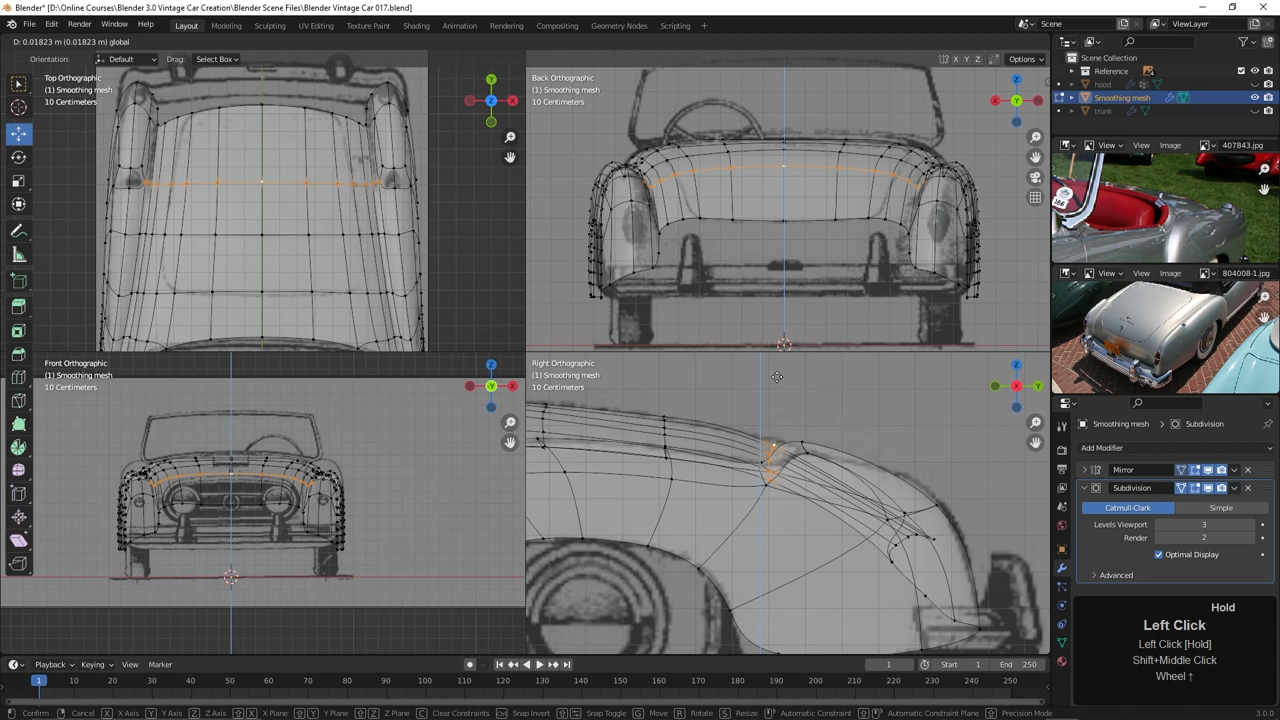 Blender* [D:\Online Courses\Blender 3.0 Vintage Car Creation\Blender Scene Files\Blender Vintage Car 017.blend]
File Edit Render Window Help Layout Modeling Sculpting UV Editing Texture Paint Shading Animation Rendering Compositing Geometry Nodes Scripting Scene ViewLayer
D: 0.01823 m (0.01823 m) global
Orientation: Default Drag: Select Box X Y Z Options
Scene Collection
Reference
hood
Smoothing mesh
trunk
Top Orthographic
(1) Smoothing mesh
10 Centimeters
Back Orthographic
(1) Smoothing mesh
10 Centimeters
View View Image 407843.jpg
View View Image 804008-1.jpg
Front Orthographic
(1) Smoothing mesh
10 Centimeters
Right Orthographic
(1) Smoothing mesh
10 Centimeters
Smoothing mesh Subdivision
Add Modifier
Mirror
Subdivision
Catmull-Clark Simple
Levels Viewport 3
Render 2
Optimal Display
Advanced
Hold
Left Click
Left Click [Hold]
Shift+Middle Click
Wheel ↑
Playback Keying View Marker 1 Start 1 End 250
1 10 20 30 40 50 60 70 80 90 100 110 120 130 140 150 160 170 180 190 200 210 220 230 240 250
Confirm Cancel X X Axis Y Y Axis Z Z Axis X X Plane Y Y Plane Z Z Plane C Clear Constraints Snap Invert Snap Toggle G Move R Rotate S Resize Automatic Constraint Automatic Constraint Plane Precision Mode 3.0.0